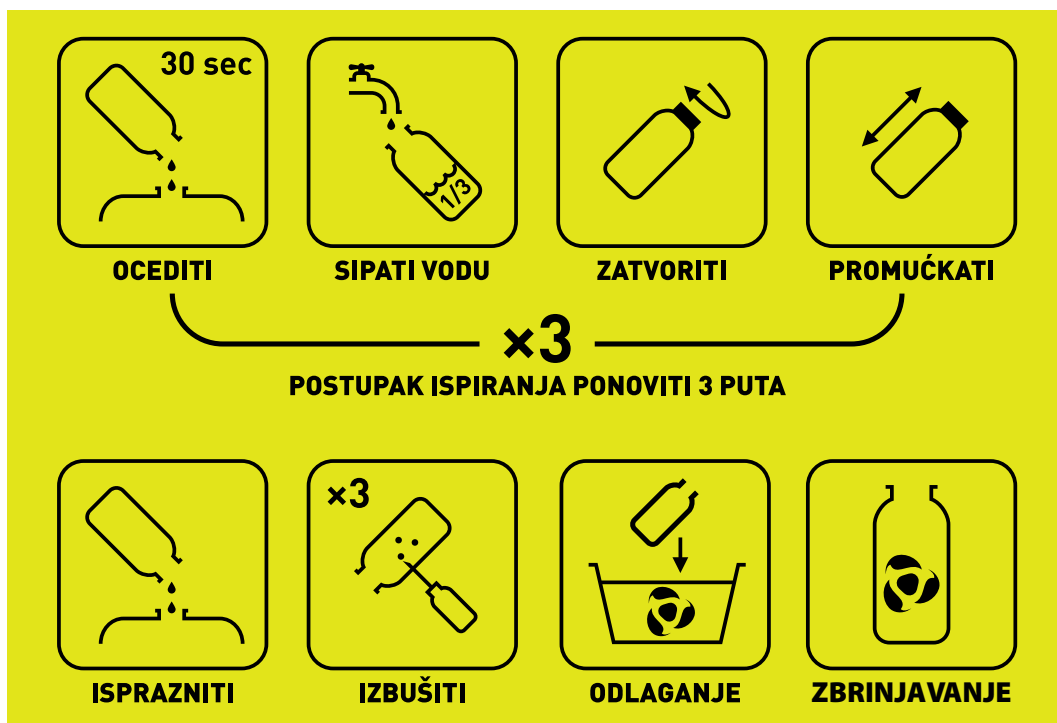 30 sec
1/3
OCEDITI
SIPATI VODU
ZATVORITI
PROMUĆKATI
×3
POSTUPAK ISPIRANJA PONOVITI 3 PUTA
×3
ISPRAZNITI
IZBUŠITI
ODLAGANJE
ZBRINJAVANJE